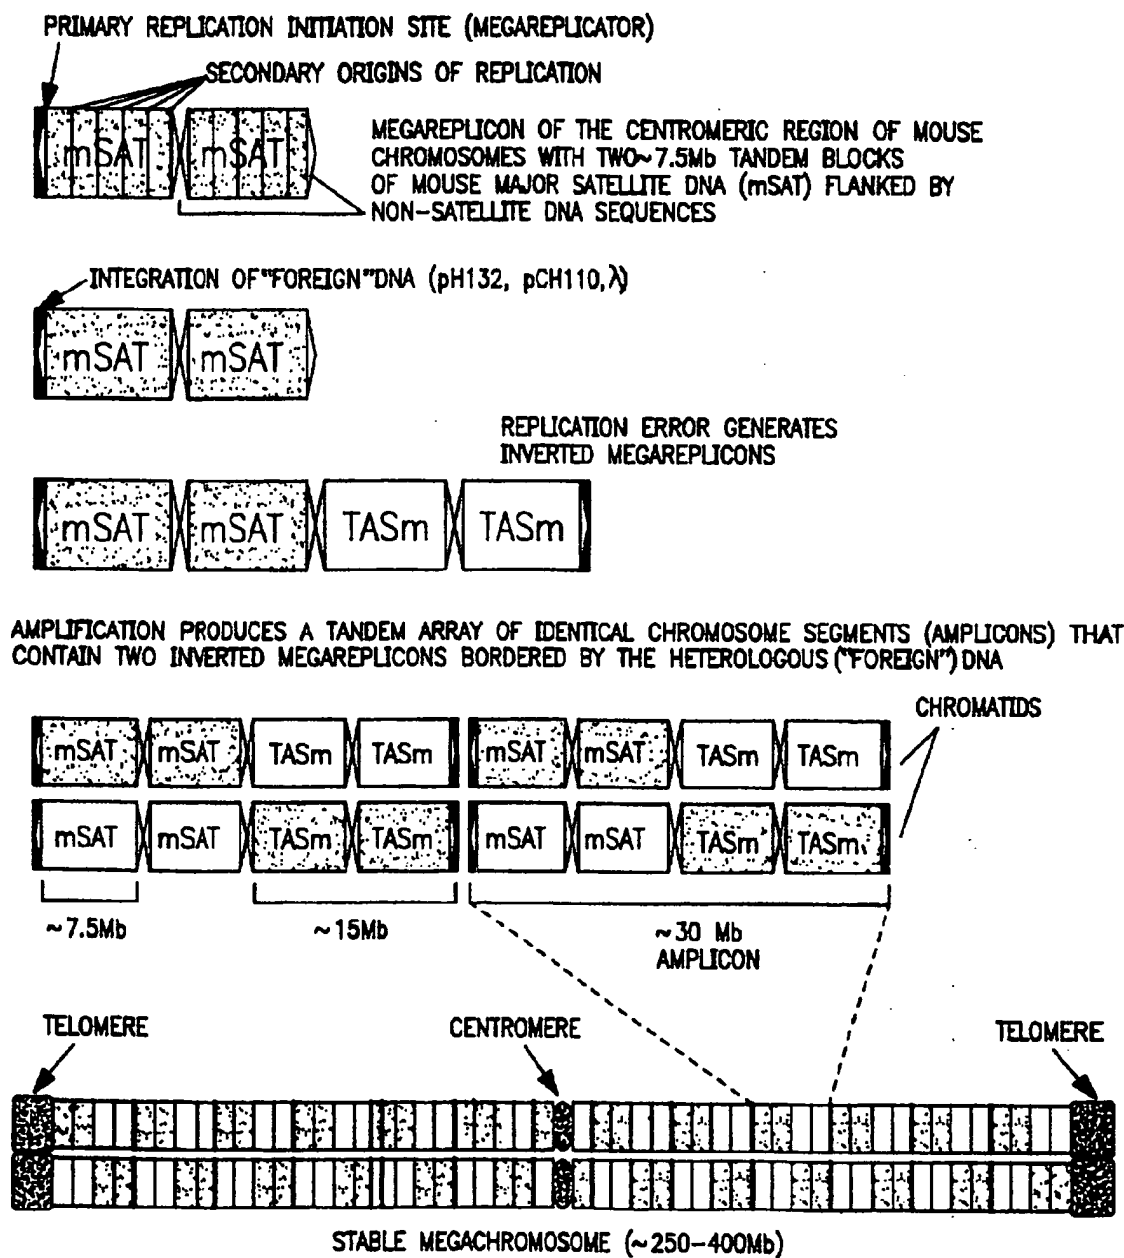 PRIMARY REPLICATION INITIATION SITE (MEGAREPLICATOR)
SECONDARY ORIGINS OF REPLICATION
mSAT mSAT
MEGAREPLICON OF THE CENTROMERIC REGION OF MOUSE
CHROMOSOMES WITH TWO~7.5Mb TANDEM BLOCKS
OF MOUSE MAJOR SATELLITE DNA (mSAT) FLANKED BY
NON-SATELLITE DNA SEQUENCES
INTEGRATION OF"FOREIGN"DNA (pH132, pCH110,λ)
mSAT mSAT
REPLICATION ERROR GENERATES
INVERTED MEGAREPLICONS
mSAT mSAT TASm TASm
AMPLIFICATION PRODUCES A TANDEM ARRAY OF IDENTICAL CHROMOSOME SEGMENTS (AMPLICONS) THAT
CONTAIN TWO INVERTED MEGAREPLICONS BORDERED BY THE HETEROLOGOUS ("FOREIGN") DNA
CHROMATIDS
mSAT mSAT TASm TASm mSAT mSAT TASm TASm
mSAT mSAT TASm TASm mSAT mSAT TASm TASm
~7.5Mb ~15Mb ~30 Mb
AMPLICON
TELOMERE CENTROMERE TELOMERE
STABLE MEGACHROMOSOME (~250-400Mb)